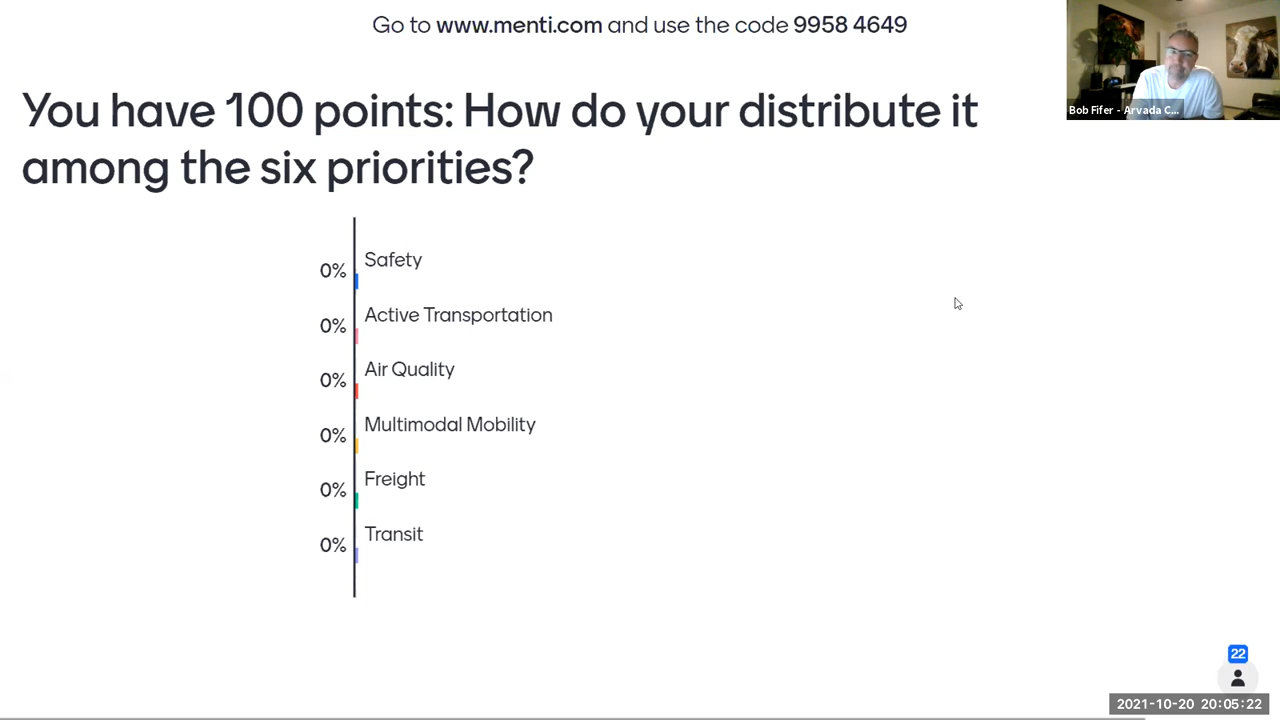 Go to www.menti.com and use the code 9958 4649
Bob Fifer - Arvada C...
You have 100 points: How do your distribute it
among the six priorities?
0% Safety
0% Active Transportation
0% Air Quality
0% Multimodal Mobility
0% Freight
0% Transit
22
2021-10-20 20:05:22